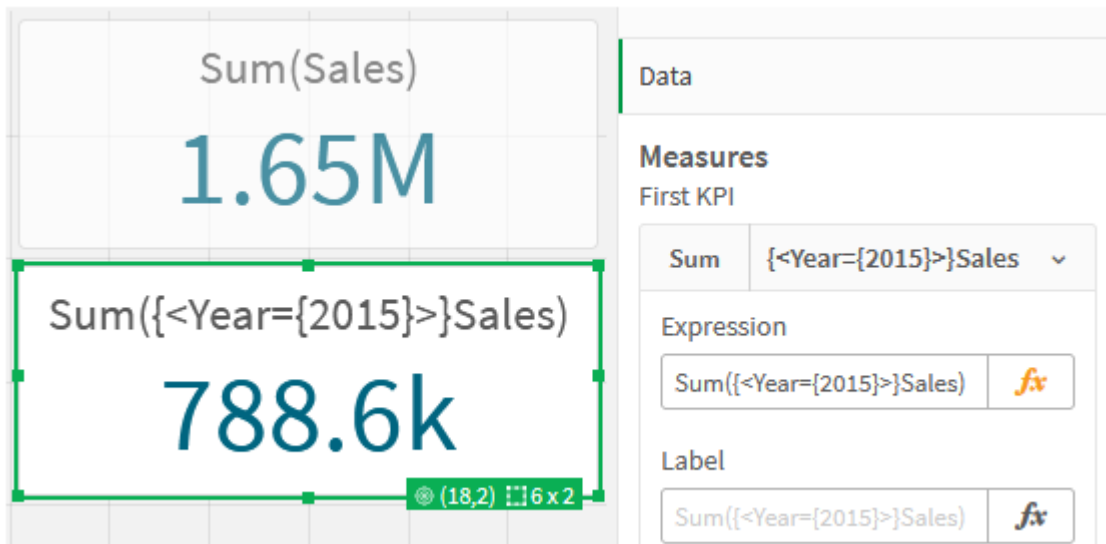 Sum(Sales)
1.65M
Sum({<Year={2015}>}Sales)
788.6k
(18,2) 6 x 2
Data
Measures
First KPI
Sum {<Year={2015}>}Sales
Expression
Sum({<Year={2015}>}Sales) fx
Label
Sum({<Year={2015}>}Sales) fx